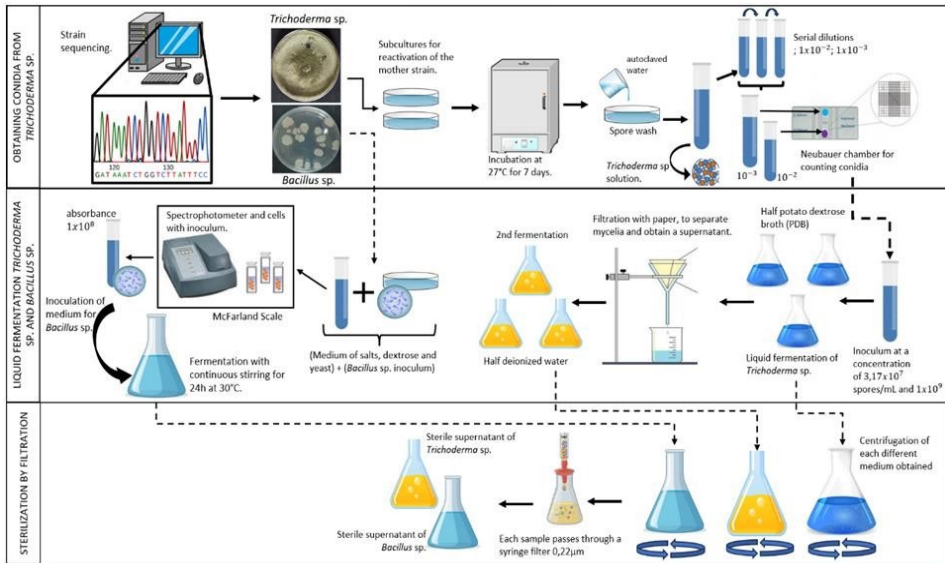 OBTAINING CONIDIA FROM
TRICHODERMA SP.
Strain
sequencing.
120 130
GATAAATCTGGTCTTATTTCC
Trichoderma sp.
Bacillus sp.
Subcultures for
reactivation of the
mother strain.
Incubation at
27°C for 7 days.
autoclaved
water
Spore wash
Trichoderma sp
solution.
Serial dilutions
; 1x10⁻²; 1x10⁻³
10⁻³
10⁻²
Neubauer chamber for
counting conidia
LIQUID FERMENTATION TRICHODERMA
SP. AND BACILLUS SP.
absorbance
1x10⁸
Inoculation of
medium for
Bacillus sp.
Spectrophotometer and cells
with inoculum.
McFarland Scale
Fermentation with
continuous stirring for
24h at 30°C.
(Medium of salts, dextrose and
yeast) + (Bacillus sp. inoculum)
2nd fermentation
Half deionized water
Filtration with paper, to separate
mycelia and obtain a supernatant.
Half potato dextrose
broth (PDB)
Liquid fermentation of
Trichoderma sp.
Inoculum at a
concentration
of 3,17x10⁷
spores/mL and 1x10⁹
STERILIZATION BY FILTRATION
Sterile supernatant of
Trichoderma sp.
Sterile supernatant of
Bacillus sp.
Each sample passes through a
syringe filter 0,22µm
Centrifugation of
each different
medium obtained